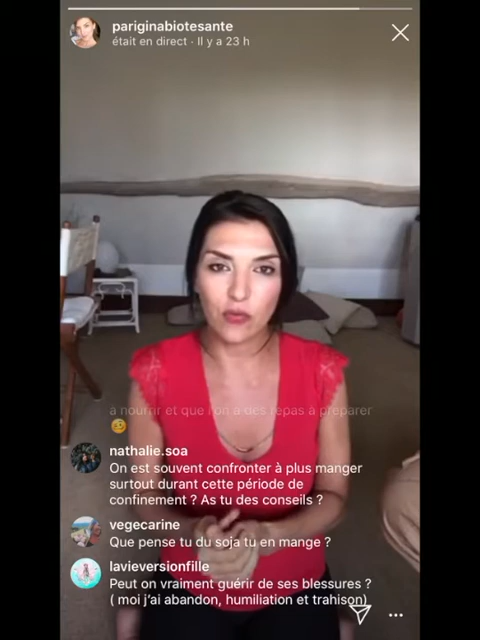 pariginabiotesante
était en direct · Il y a 23 h
à nourrir et que l'on a des repas à préparer
🤒
nathalie.soa
On est souvent confronter à plus manger
surtout durant cette période de
confinement ? As tu des conseils ?
vegecarine
Que pense tu du soja tu en mange ?
lavieversionfille
Peut on vraiment guérir de ses blessures ?
( moi j'ai abandon, humiliation et trahison)